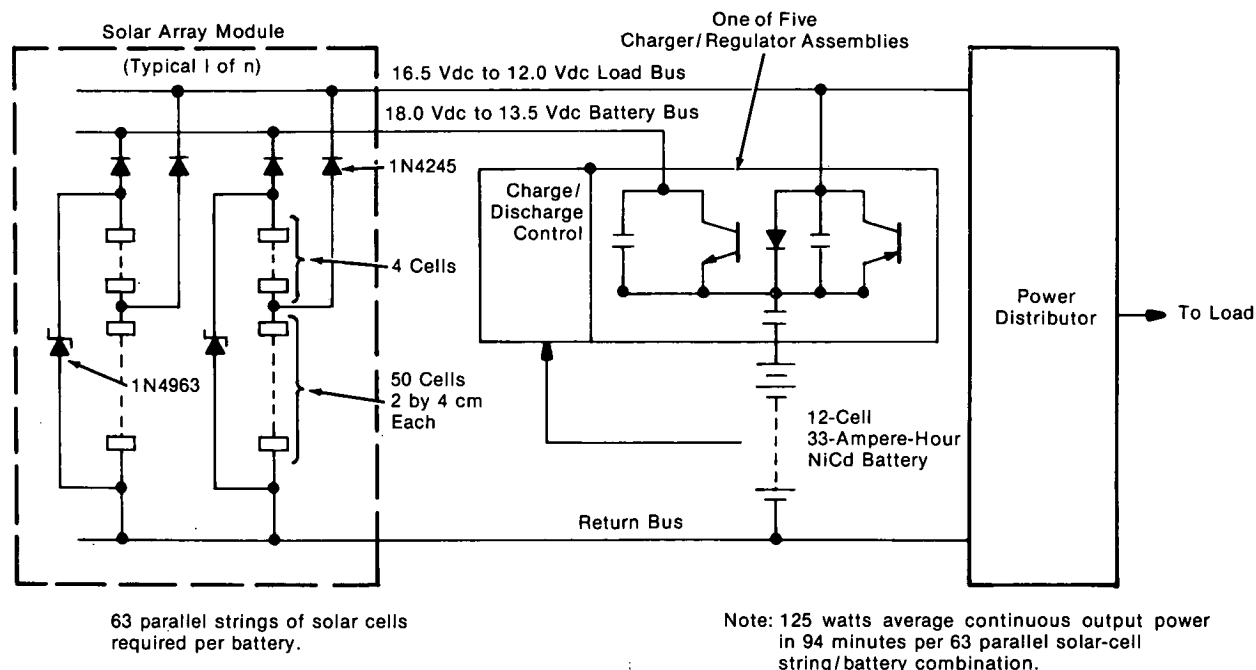 One of Five
Charger/Regulator Assemblies
Solar Array Module
(Typical l of n)
16.5 Vdc to 12.0 Vdc Load Bus
18.0 Vdc to 13.5 Vdc Battery Bus
1N4245
Charge/
Discharge
Control
4 Cells
Power
Distributor
To Load
1N4963
50 Cells
2 by 4 cm
Each
12-Cell
33-Ampere-Hour
NiCd Battery
Return Bus
63 parallel strings of solar cells
required per battery.
Note: 125 watts average continuous output power
in 94 minutes per 63 parallel solar-cell
string/battery combination.